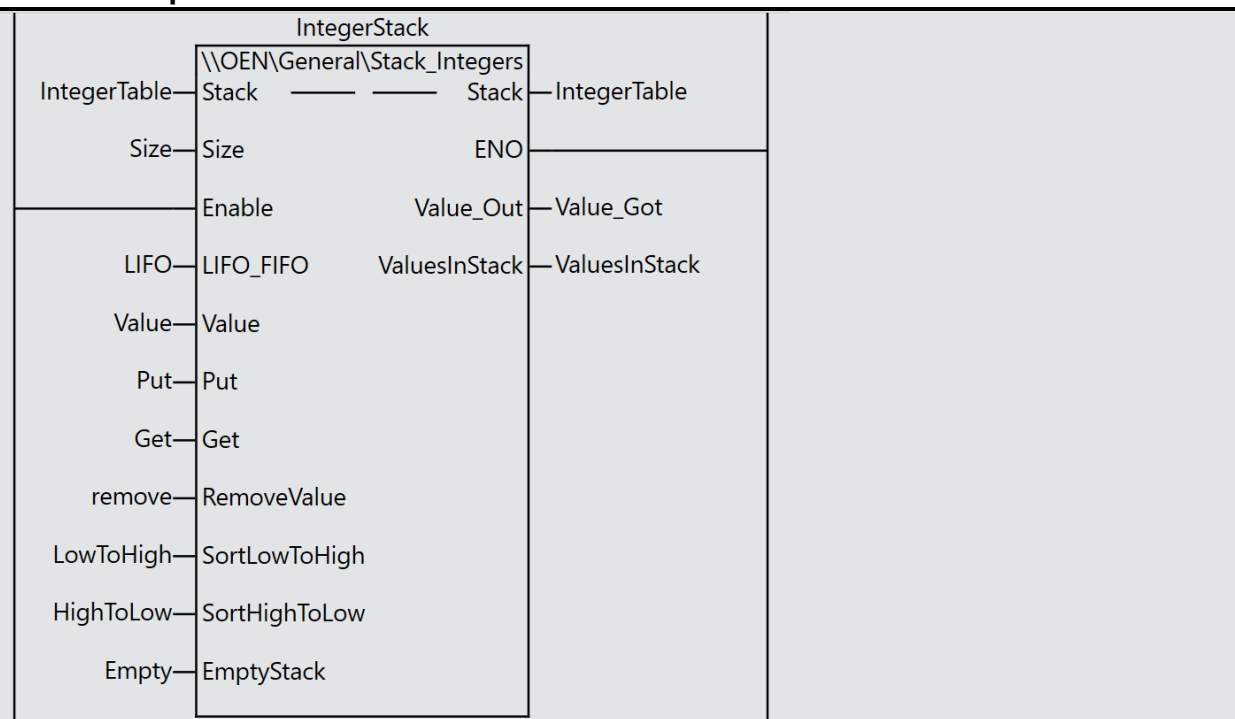 IntegerStack
\\OEN\General\Stack_Integers
IntegerTable Stack Stack IntegerTable
Size Size ENO
Enable Value_Out Value_Got
LIFO LIFO_FIFO ValuesInStack ValuesInStack
Value Value
Put Put
Get Get
remove RemoveValue
LowToHigh SortLowToHigh
HighToLow SortHighToLow
Empty EmptyStack